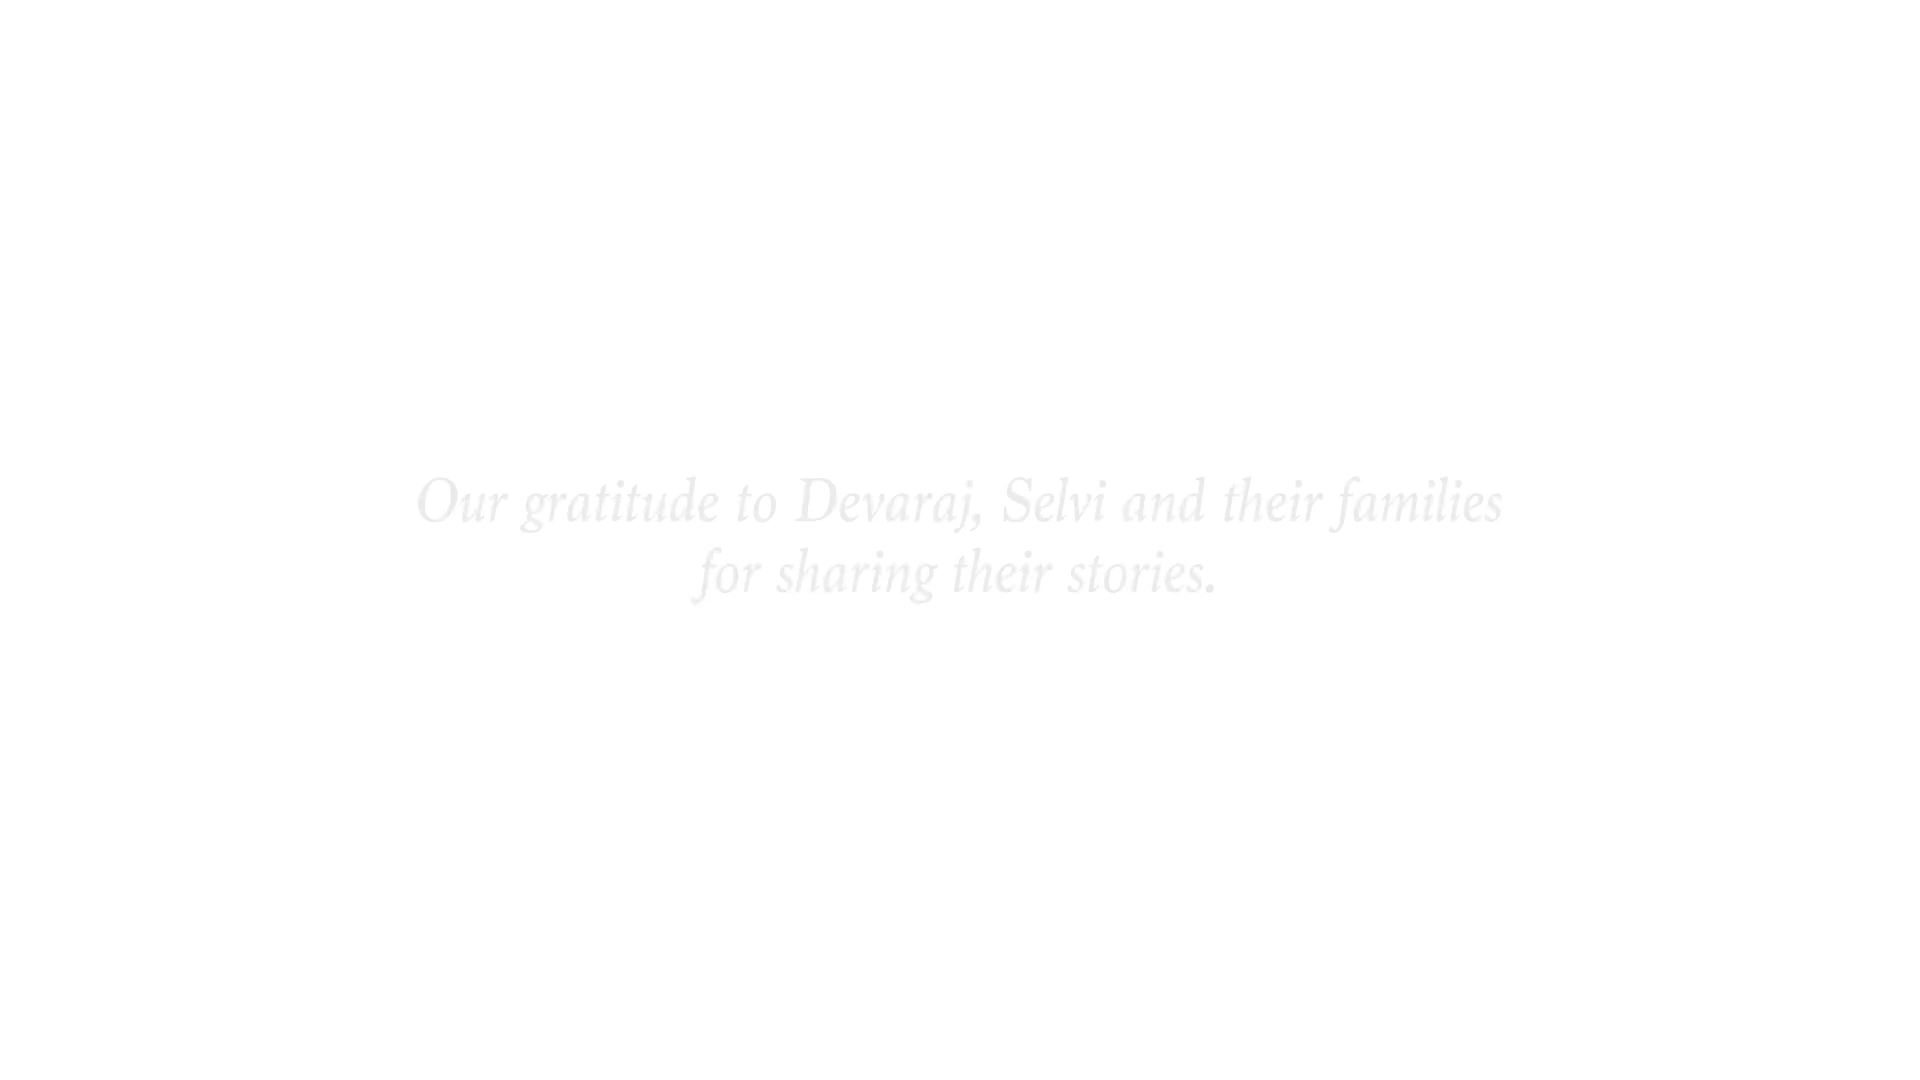 Our gratitude to Devaraj, Selvi and their families
for sharing their stories.